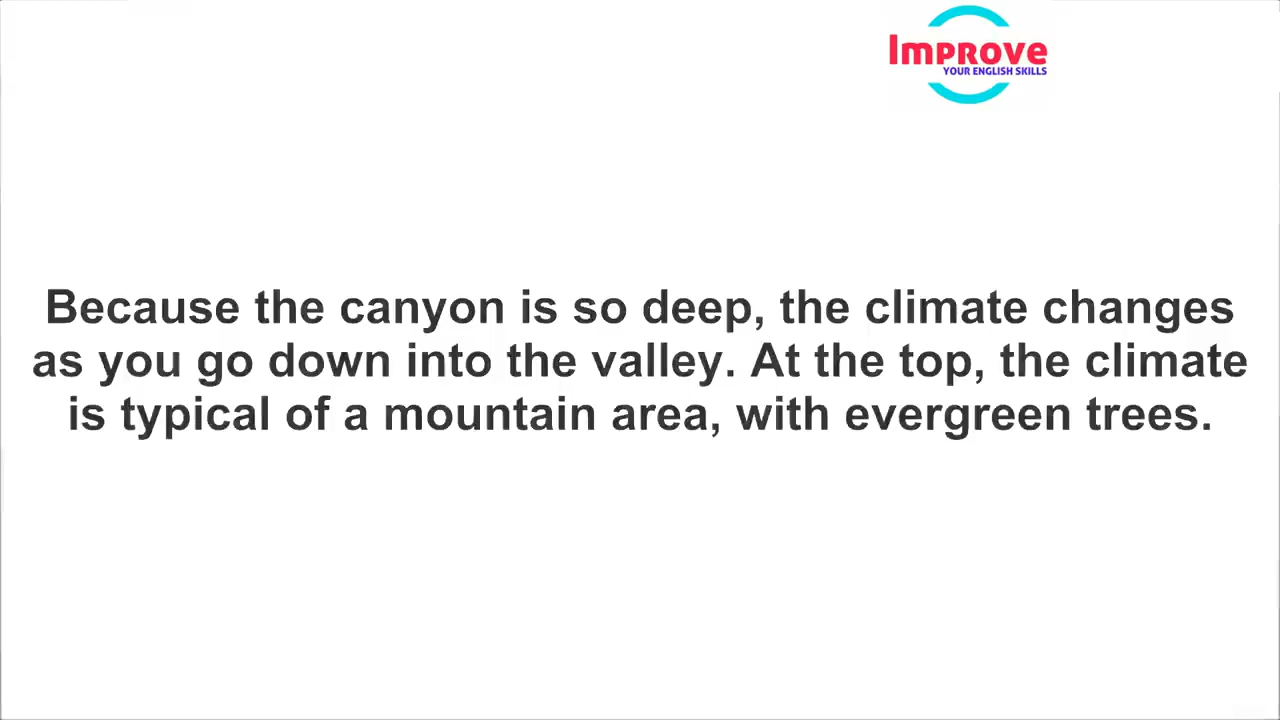 Improve
YOUR ENGLISH SKILLS
Because the canyon is so deep, the climate changes
as you go down into the valley. At the top, the climate
is typical of a mountain area, with evergreen trees.